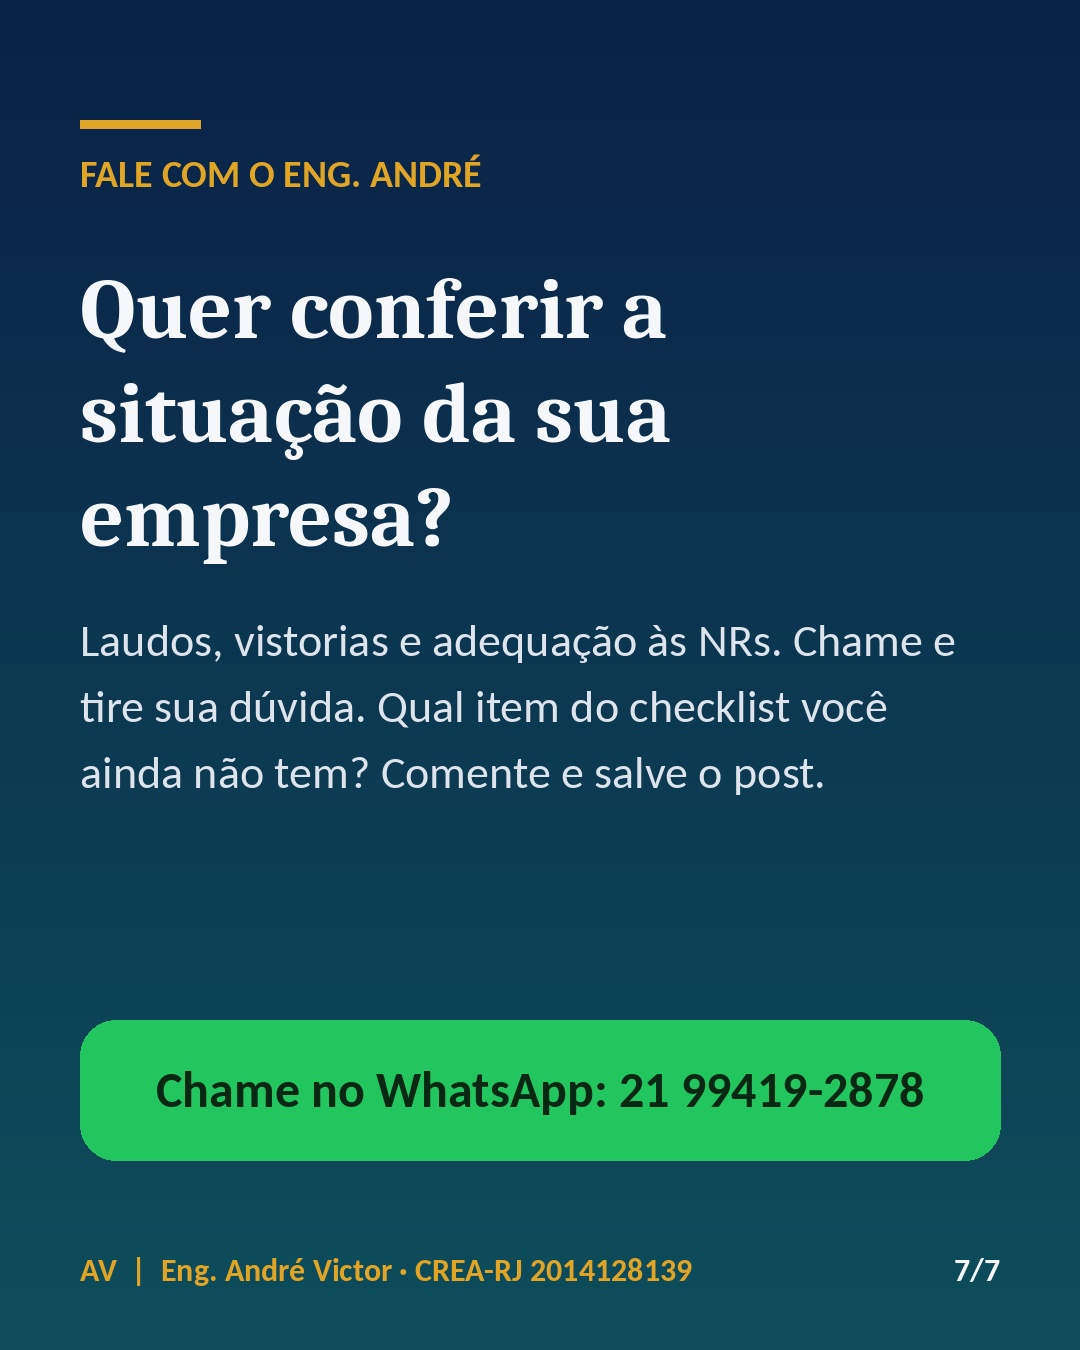 FALE COM O ENG. ANDRÉ
Quer conferir a
situação da sua
empresa?
Laudos, vistorias e adequação às NRs. Chame e
tire sua dúvida. Qual item do checklist você
ainda não tem? Comente e salve o post.
Chame no WhatsApp: 21 99419-2878
AV | Eng. André Victor · CREA-RJ 2014128139
7/7